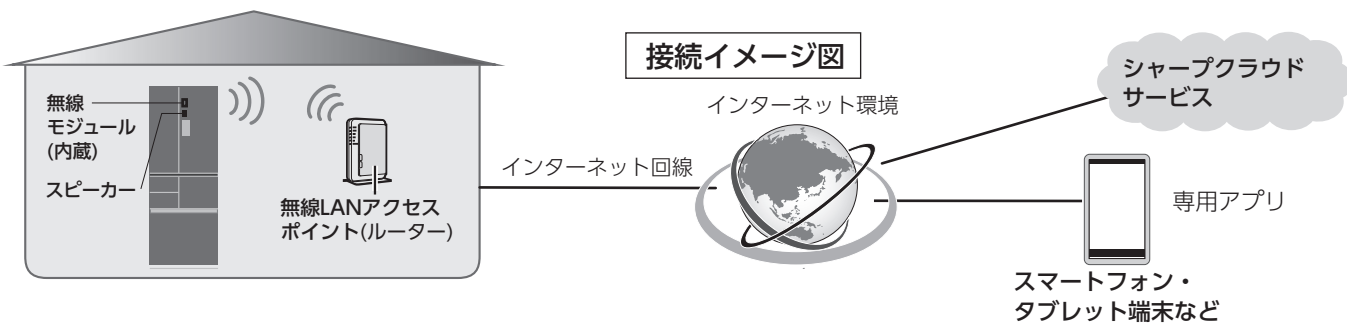 接続イメージ図
無線
モジュール
(内蔵)
スピーカー
無線LANアクセス
ポイント(ルーター)
インターネット回線
インターネット環境
シャープクラウド
サービス
専用アプリ
スマートフォン・
タブレット端末など